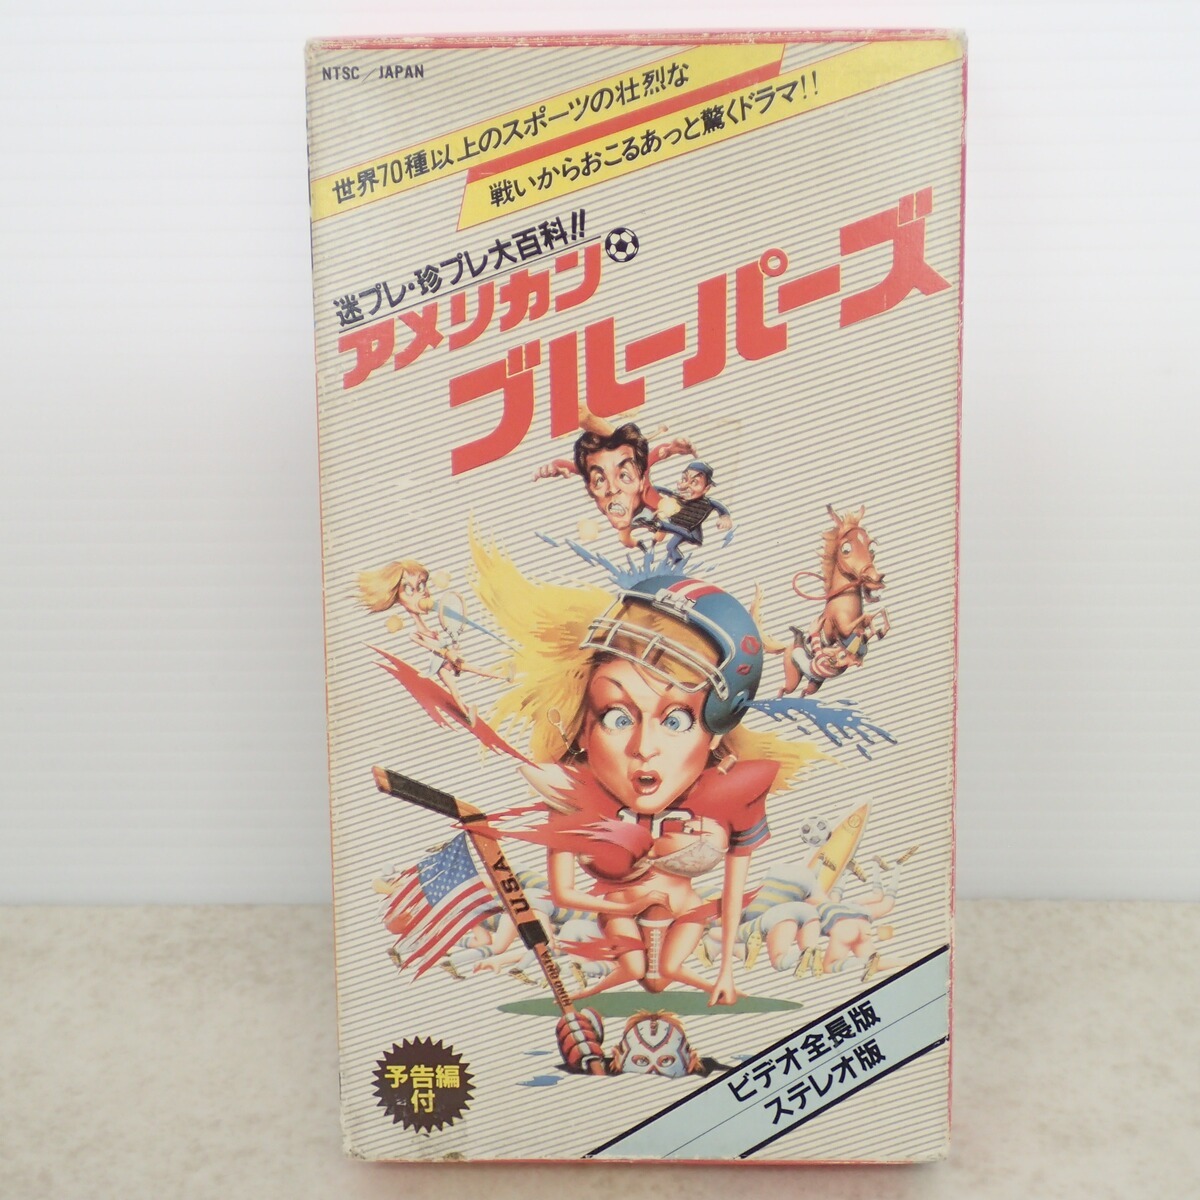 NTSC／JAPAN
世界70種以上のスポーツの壮烈な
戦いからおこるあっと驚くドラマ!!
迷プレ・珍プレ大百科!!
アメリカン
ブルーパーズ
U.S.A.
予告編
付
ビデオ全長版
ステレオ版